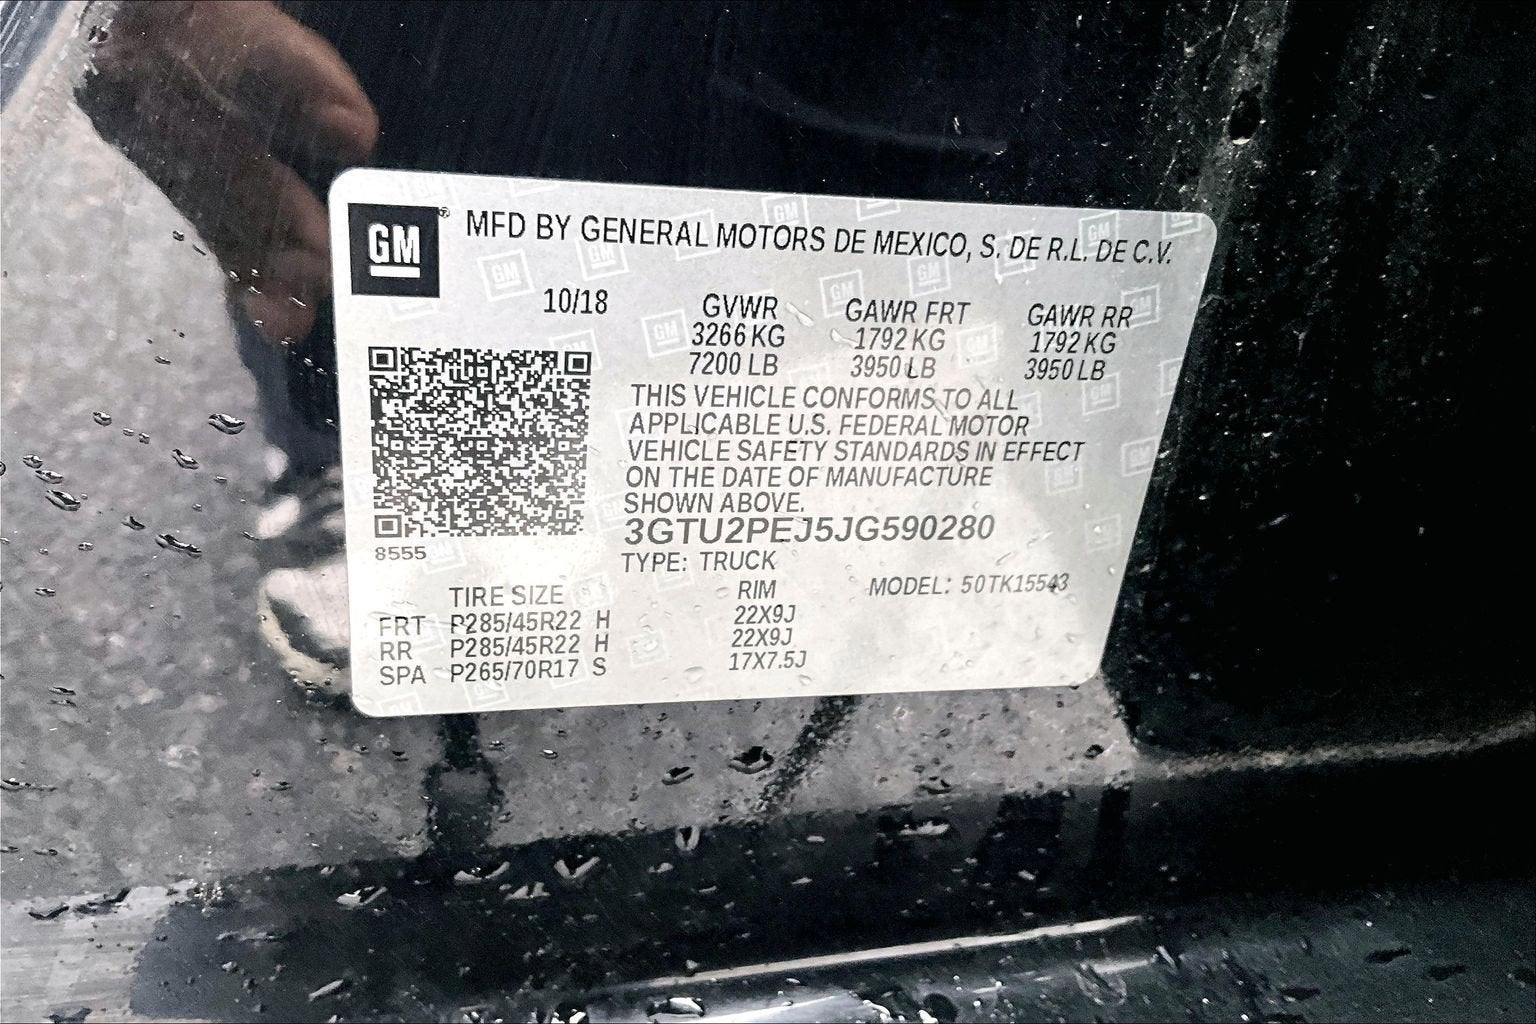 GM® MFD BY GENERAL MOTORS DE MEXICO, S. DE R.L. DE C.V.
10/18 GVWR GAWR FRT GAWR RR
3266 KG 1792 KG 1792 KG
7200 LB 3950 LB 3950 LB
THIS VEHICLE CONFORMS TO ALL
APPLICABLE U.S. FEDERAL MOTOR
VEHICLE SAFETY STANDARDS IN EFFECT
ON THE DATE OF MANUFACTURE
SHOWN ABOVE.
3GTU2PEJ5JG590280
8555 TYPE: TRUCK
TIRE SIZE RIM MODEL: 50TK15543
FRT P285/45R22 H 22X9J
RR P285/45R22 H 22X9J
SPA P265/70R17 S 17X7.5J